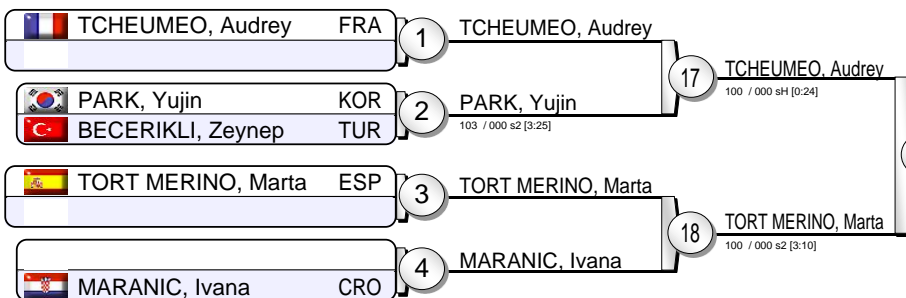 TCHEUMEO, Audrey FRA
1
TCHEUMEO, Audrey
PARK, Yujin KOR
BECERIKLI, Zeynep TUR
2
PARK, Yujin
103 / 000 s2 [3:25]
17
TCHEUMEO, Audrey
100 / 000 sH [0:24]
TORT MERINO, Marta ESP
3
TORT MERINO, Marta
MARANIC, Ivana CRO
4
MARANIC, Ivana
18
TORT MERINO, Marta
100 / 000 s2 [3:10]